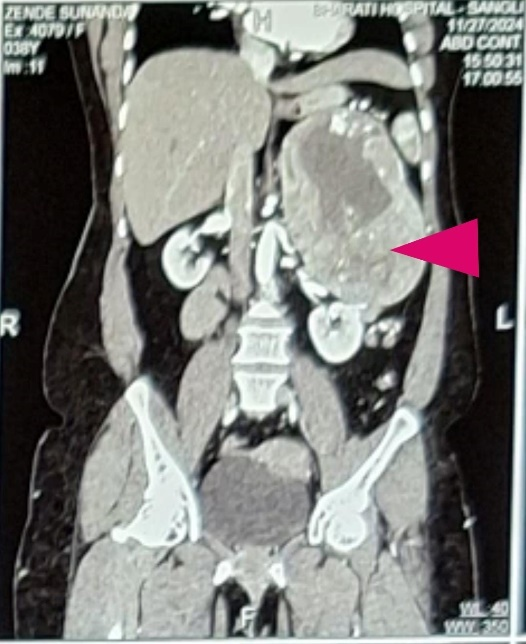 ZENDE SUNANDA
Ex: 4079 / F
038Y
Im: 11
H
BHARATI HOSPITAL - SANGLI
11/27/2024
ABD CONT
15:50:31
17:00:55
R
L
F
WL: 40
WW: 350